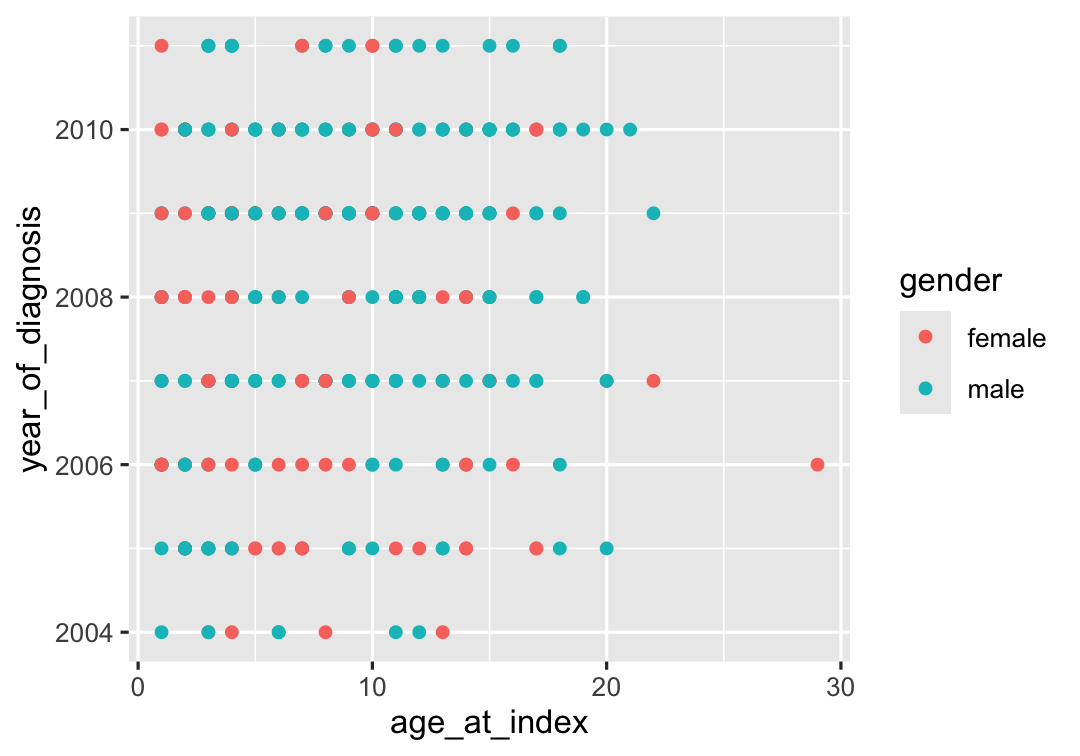 2010
2008
2006
2004
0 10 20 30
age_at_index
year_of_diagnosis
gender
female
male